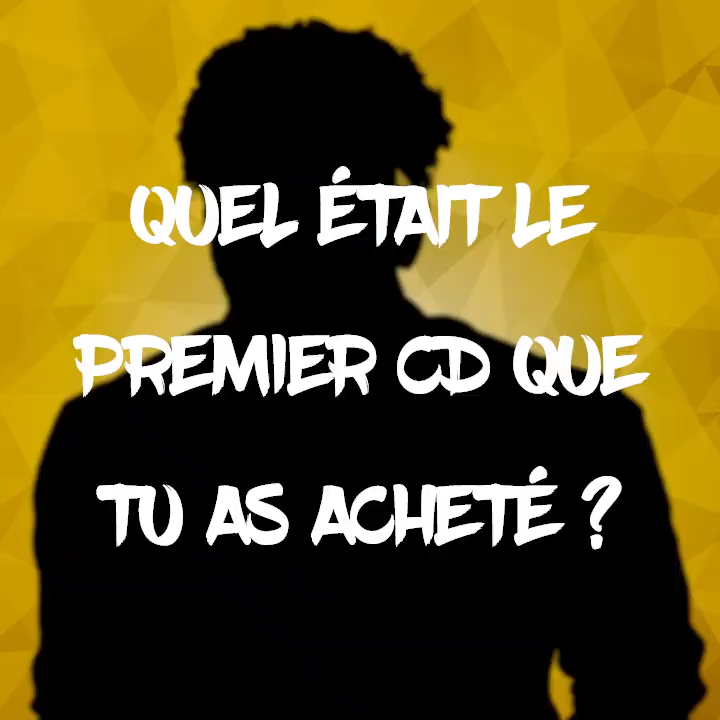 QUEL ÉTAIT LE
PREMIER CD QUE
TU AS ACHETÉ ?